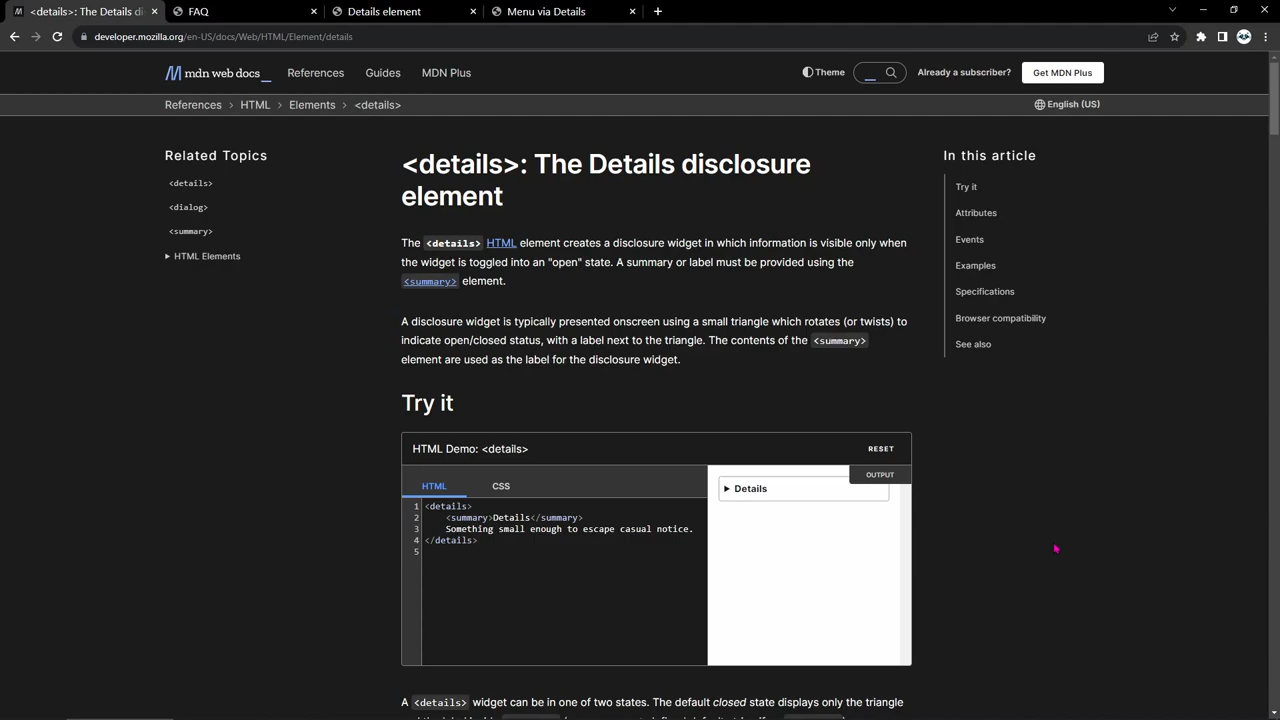 <details>: The Details di
FAQ
Details element
Menu via Details
developer.mozilla.org/en-US/docs/Web/HTML/Element/details
mdn web docs_
References
Guides
MDN Plus
Theme
Already a subscriber?
Get MDN Plus
References > HTML > Elements > <details>
English (US)
Related Topics
<details>
<dialog>
<summary>
HTML Elements
<details>: The Details disclosure
element
The <details> HTML element creates a disclosure widget in which information is visible only when
the widget is toggled into an "open" state. A summary or label must be provided using the
<summary> element.
A disclosure widget is typically presented onscreen using a small triangle which rotates (or twists) to
indicate open/closed status, with a label next to the triangle. The contents of the <summary>
element are used as the label for the disclosure widget.
Try it
HTML Demo: <details>
RESET
HTML
CSS
OUTPUT
1 <details>
2 <summary>Details</summary>
3 Something small enough to escape casual notice.
4 </details>
5
Details
A <details> widget can be in one of two states. The default closed state displays only the triangle
In this article
Try it
Attributes
Events
Examples
Specifications
Browser compatibility
See also